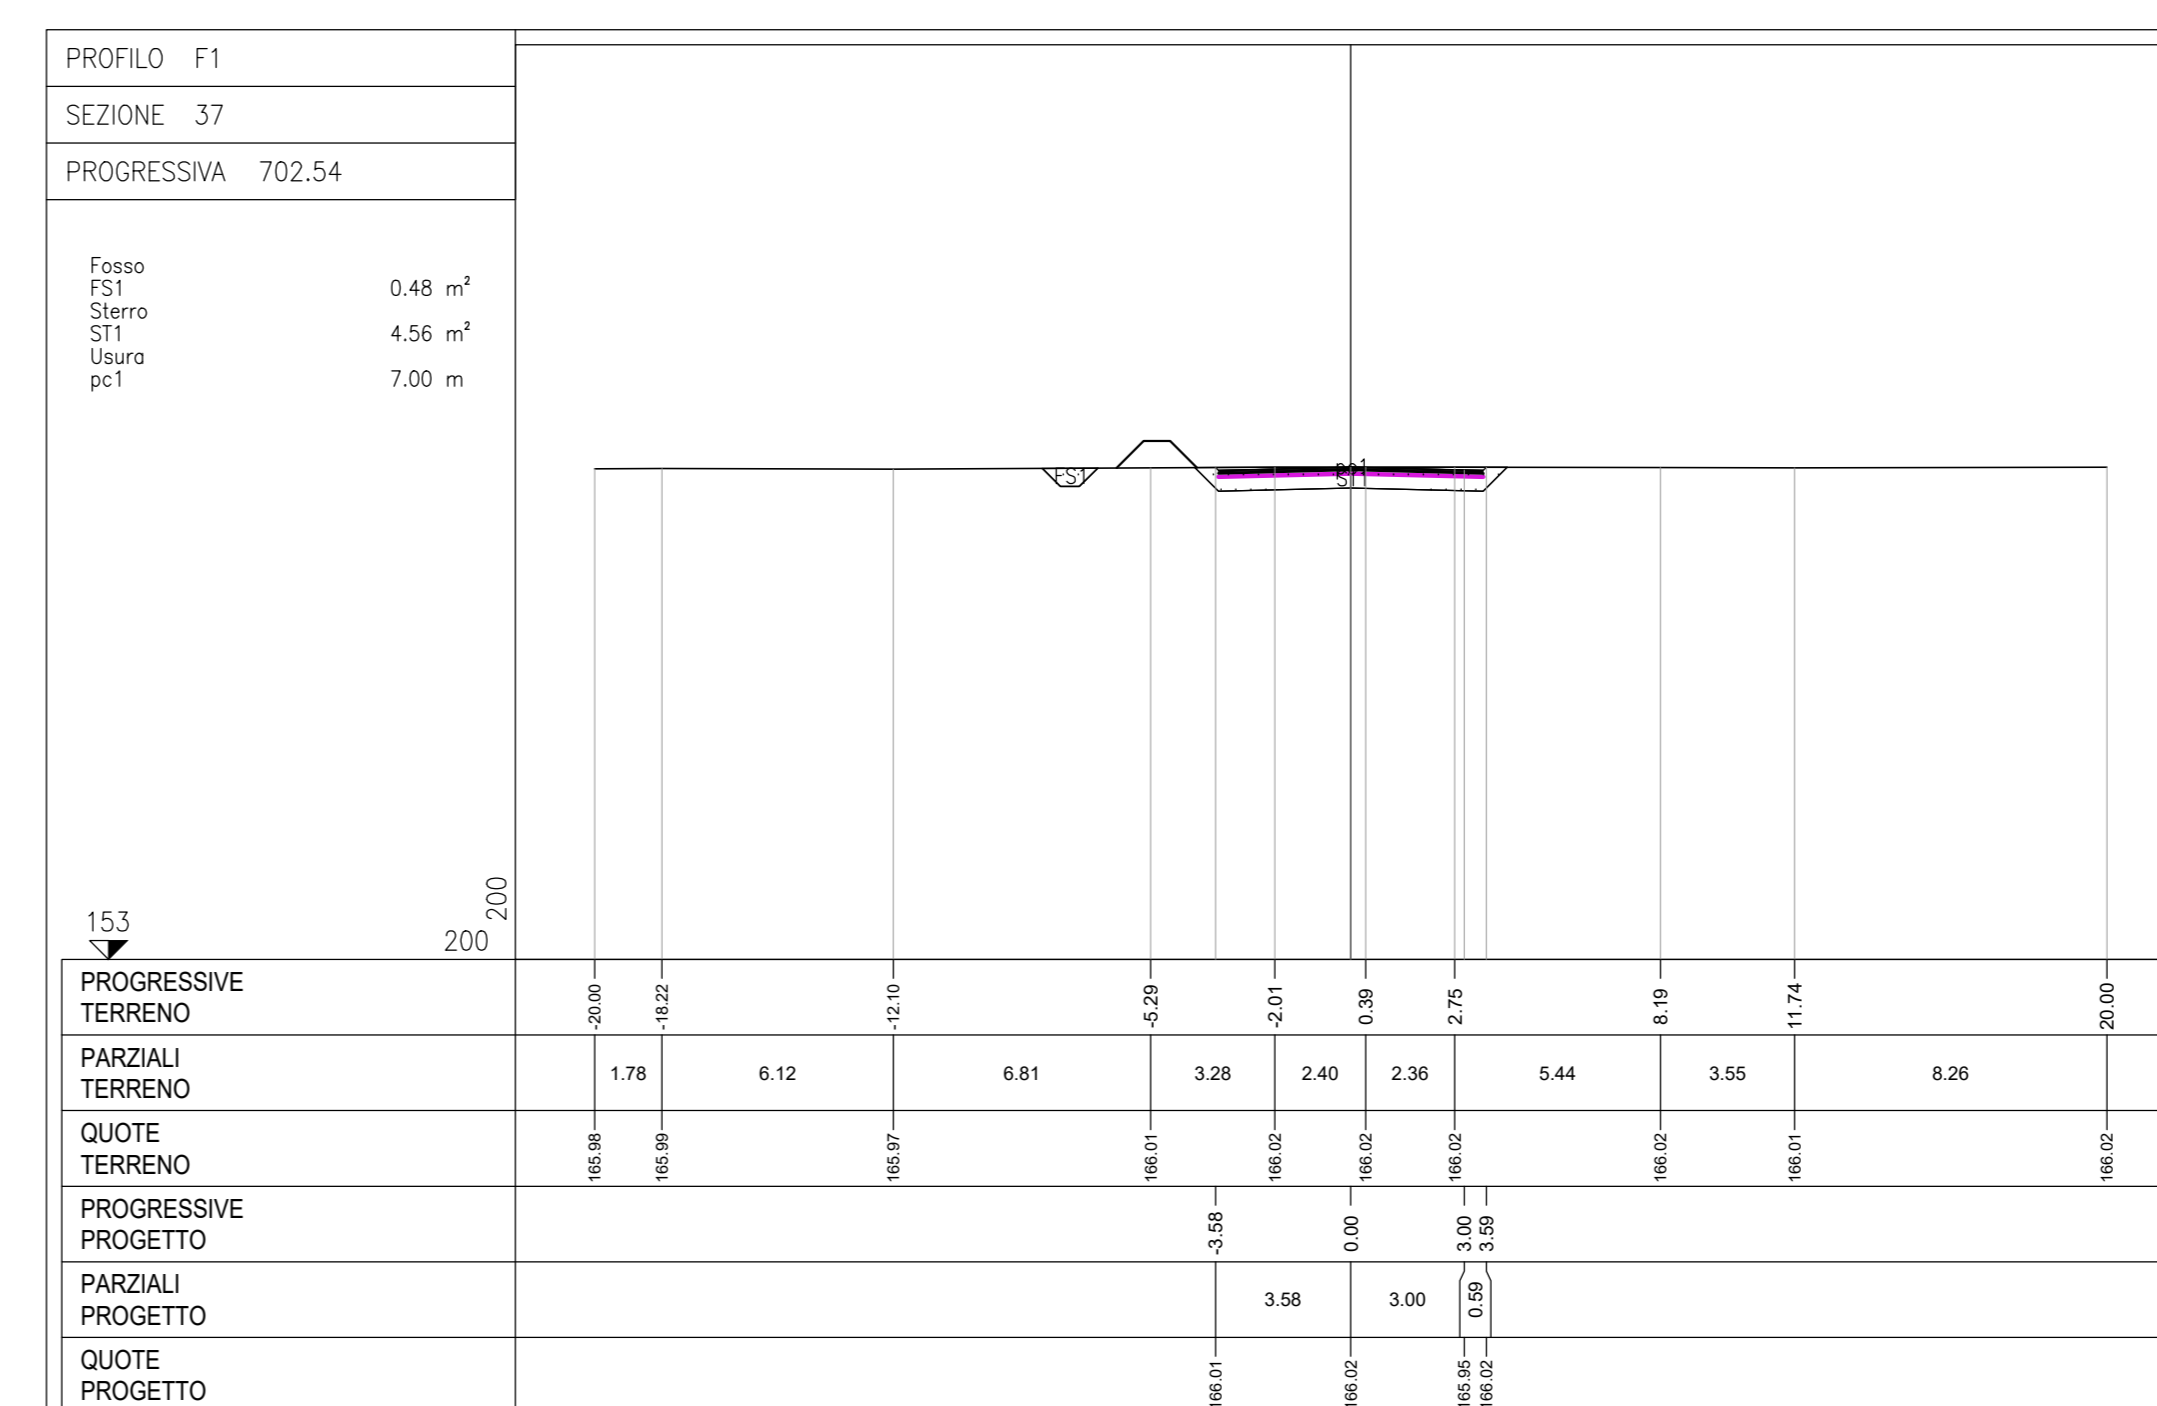 PROFILO F1
SEZIONE 37
PROGRESSIVA 702.54
Fosso
FS1 0.48 m²
Sterro
ST1 4.56 m²
Usura
pc1 7.00 m
FS1
pc1
ST1
200
153
200
PROGRESSIVE
TERRENO
-20.00 -18.22 -12.10 -5.29 -2.01 0.39 2.75 8.19 11.74 20.00
PARZIALI
TERRENO
1.78 6.12 6.81 3.28 2.40 2.36 5.44 3.55 8.26
QUOTE
TERRENO
165.98 165.99 165.97 166.01 166.02 166.02 166.02 166.02 166.01 166.02
PROGRESSIVE
PROGETTO
-3.58 0.00 3.00 3.59
PARZIALI
PROGETTO
3.58 3.00 0.59
QUOTE
PROGETTO
166.01 166.02 165.95 166.02